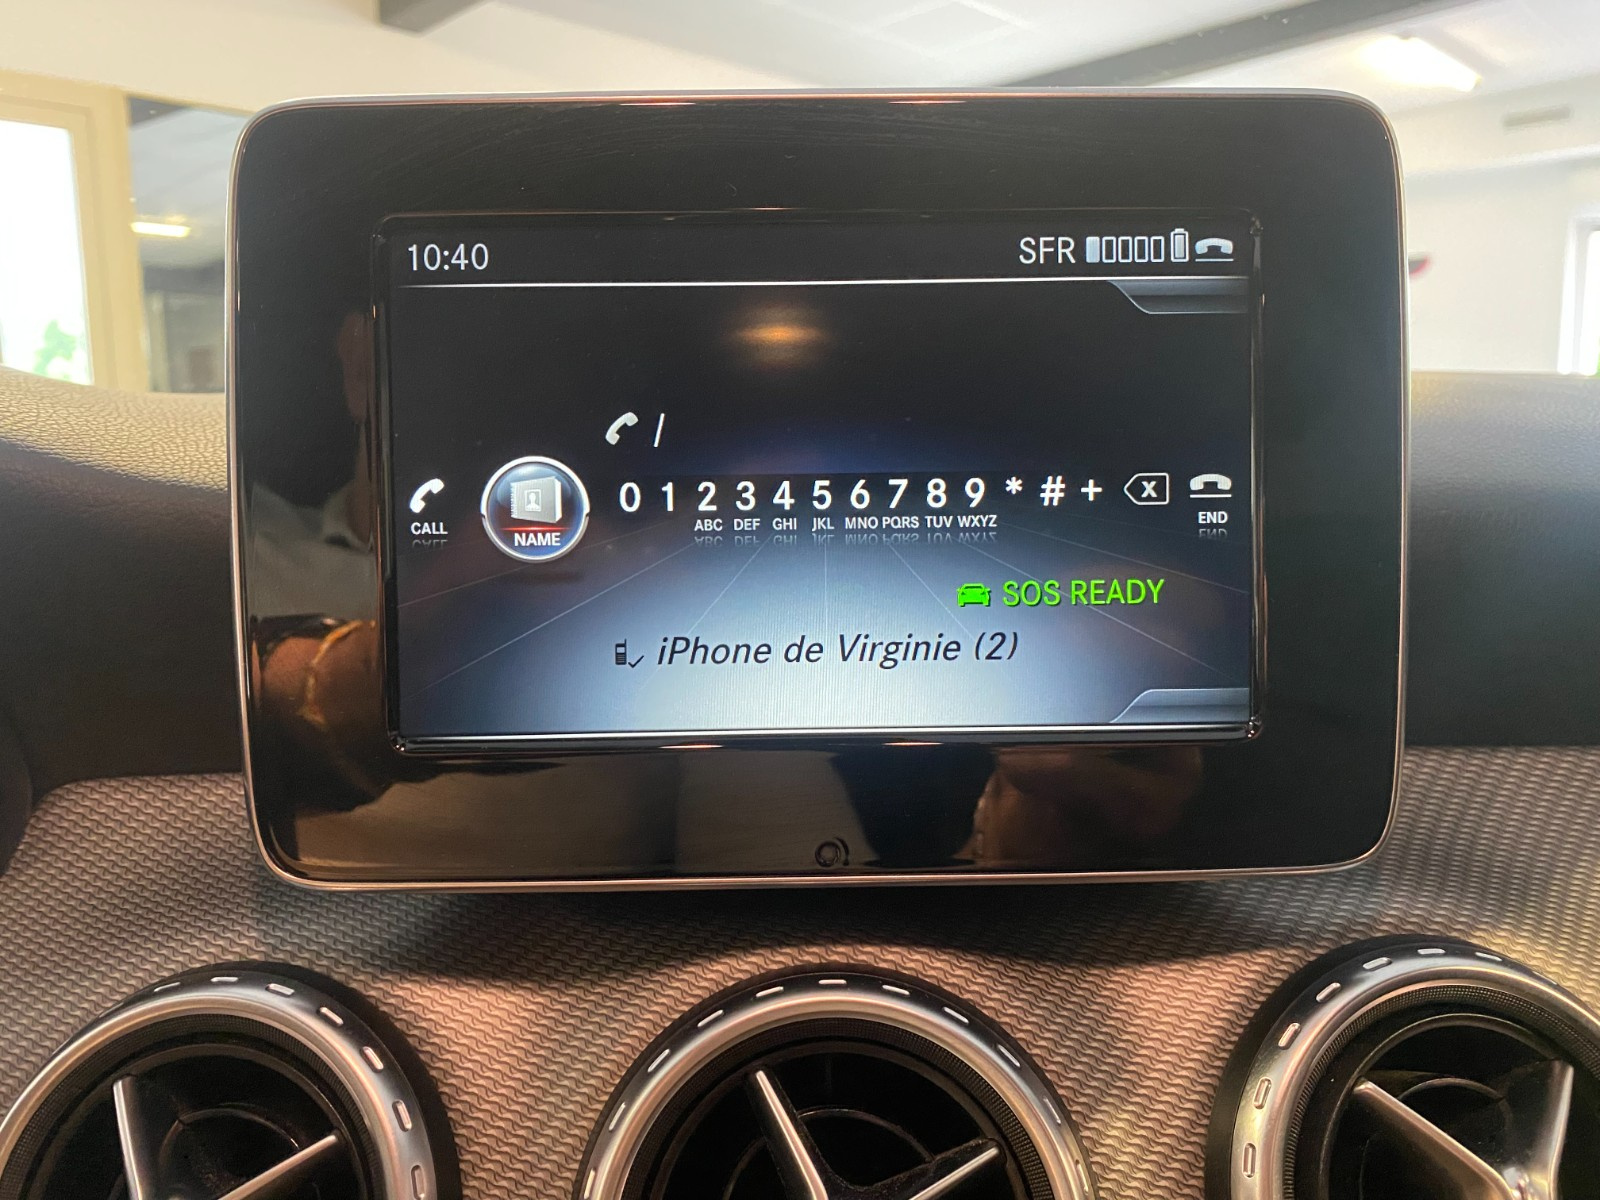 10:40 SFR
/
CALL NAME 0 1 2 3 4 5 6 7 8 9 * # + X END
ABC DEF GHI JKL MNO PQRS TUV WXYZ
SOS READY
iPhone de Virginie (2)